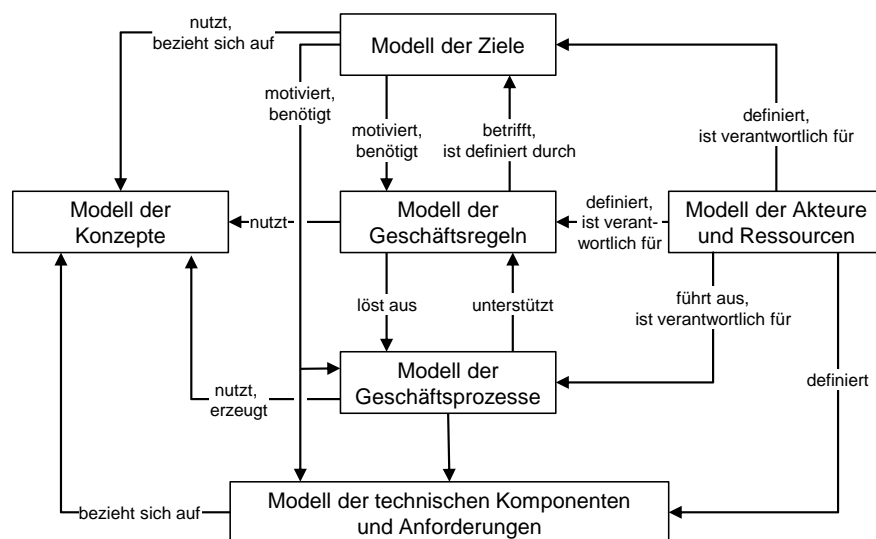 nutzt,
bezieht sich auf
Modell der Ziele
motiviert,
benötigt
motiviert,
benötigt
betrifft,
ist definiert durch
definiert,
ist verantwortlich für
Modell der
Konzepte
nutzt
Modell der
Geschäftsregeln
definiert,
ist verant-
wortlich für
Modell der Akteure
und Ressourcen
löst aus
unterstützt
führt aus,
ist verantwortlich für
Modell der
Geschäftsprozesse
nutzt,
erzeugt
definiert
Modell der technischen Komponenten
und Anforderungen
bezieht sich auf